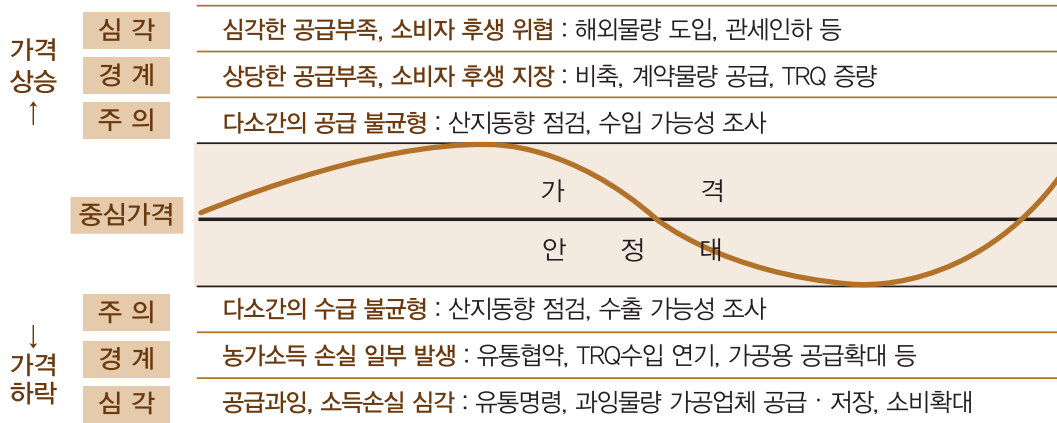 심 각 심각한 공급부족, 소비자 후생 위협 : 해외물량 도입, 관세인하 등
가격
상승
↑
경 계 상당한 공급부족, 소비자 후생 지장 : 비축, 계약물량 공급, TRQ 증량
주 의 다소간의 공급 불균형 : 산지동향 점검, 수입 가능성 조사
가 격
중심가격
안 정 대
주 의 다소간의 수급 불균형 : 산지동향 점검, 수출 가능성 조사
↓
가격
하락
경 계 농가소득 손실 일부 발생 : 유통협약, TRQ수입 연기, 가공용 공급확대 등
심 각 공급과잉, 소득손실 심각 : 유통명령, 과잉물량 가공업체 공급 · 저장, 소비확대